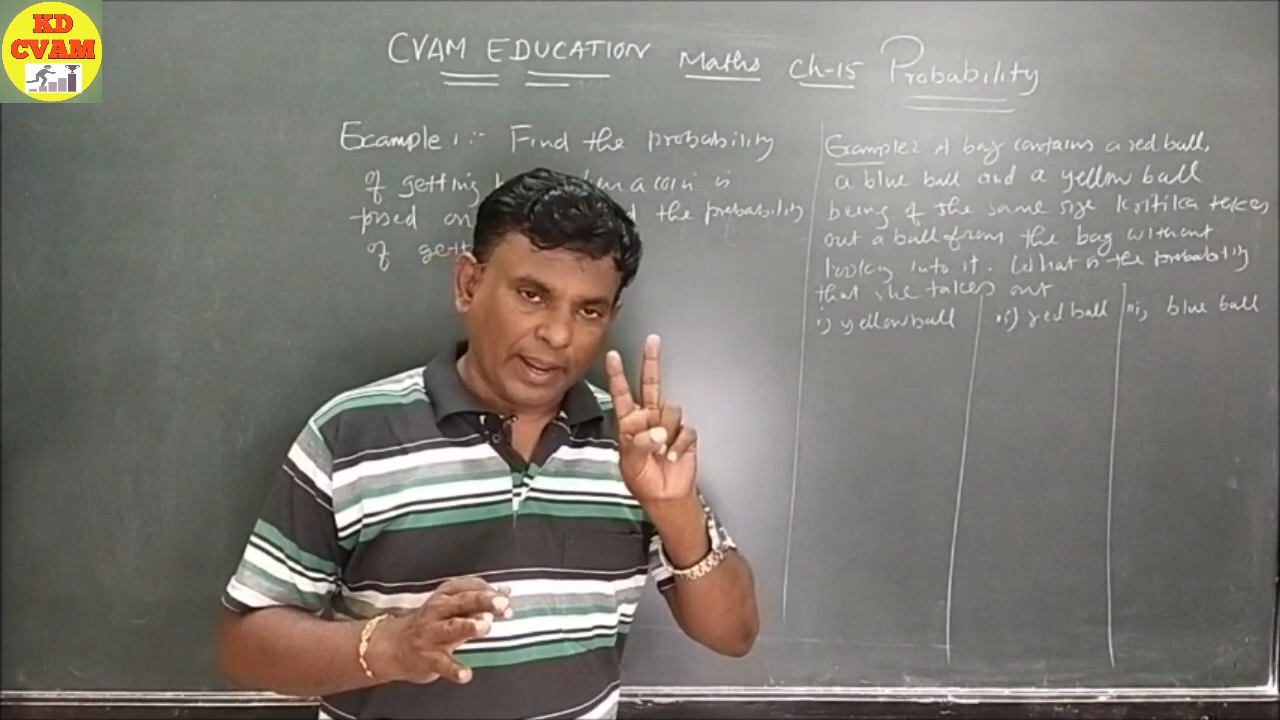 KD
CVAM
CVAM EDUCATION Maths Ch-15 Probability
Example 1:- Find the probability
of getting a coin is
the probability
of
Example 2 A bag contains a red ball,
a blue ball and a yellow ball
being of the same size Kritika takes
out a ball from the bag without
looking into it. What is the probability
that she takes out
i) yellow ball
ii) red ball
iii) blue ball